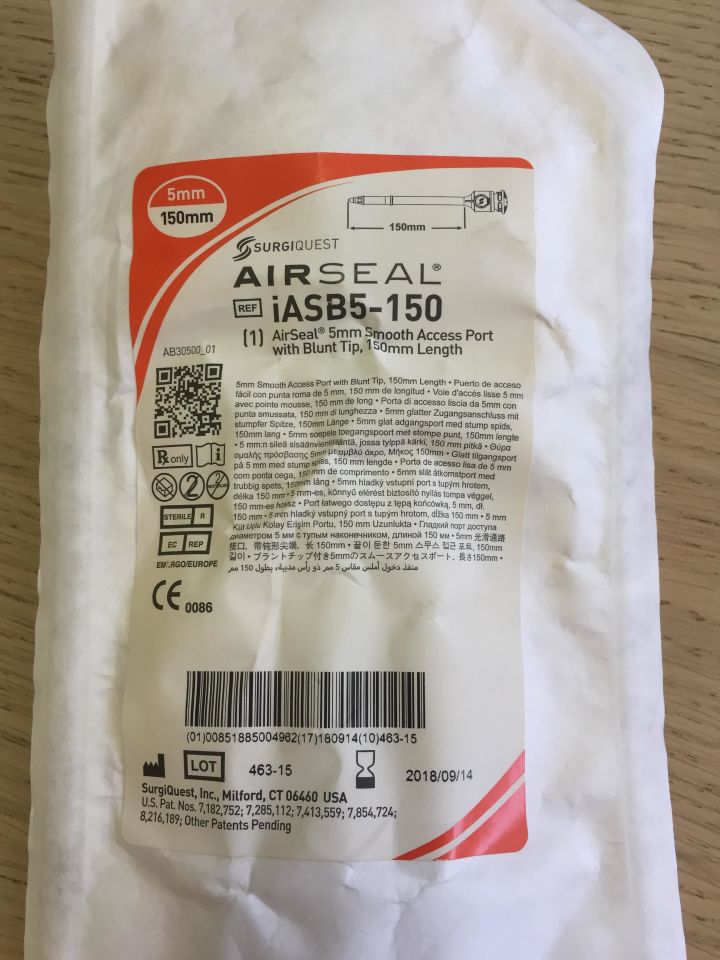 5mm
150mm
150mm
SURGIQUEST
AIRSEAL®
REF iASB5-150
(1) AirSeal® 5mm Smooth Access Port
with Blunt Tip, 150mm Length
AB30500_01
5mm Smooth Access Port with Blunt Tip, 150mm Length • Puerto de acceso
fácil con punta roma de 5 mm, 150 mm de longitud • Voie d'accès lisse 5 mm
avec pointe mousse, 150 mm de long • Porta di accesso liscia da 5mm con
punta smussata, 150 mm di lunghezza • 5mm glatter Zugangsanschluss mit
stumpfer Spitze, 150mm Länge • 5mm glat adgangsport med stump spids,
150mm lang • 5mm soepele toegangspoort met stompe punt, 150mm lengte
• 5 mm:n sileä sisääanvientiliitäntä, jossa tylppä kärki, 150 mm pitkä • Θύρα
ομαλής πρόσβασης 5mm με αμβλύ άκρο, Μήκος 150mm • Glatt tilgangsport
på 5 mm med stump spiss, 150 mm lengde • Porta de acesso lisa de 5 mm
com ponta cega, 150 mm de comprimento • 5mm slät åtkomstport med
trubbig spets, 150mm lång • 5mm hladký vstupní port s tupým hrotem,
délka 150 mm • 5 mm-es, könnyű elérést biztosító nyílás tompa véggel,
150 mm-es hossz • Port łatwego dostępu z tępą końcówką, 5 mm, dł.
150 mm • 5 mm hladký vstupný port s tupým hrotom, dĺžka 150 mm • 5 mm
Küt Uçlu Kolay Erişim Portu, 150 mm Uzunlukta • Гладкий порт доступа
диаметром 5 мм с тупым наконечником, длиной 150 мм • 5mm 光滑通路
接口, 带钝形尖端, 长 150mm • 끝이 둔한 5mm 스무스 접근 포트, 150mm
길이 • ブラントチップ付き5mmのスムースアクセスポート、長さ150mm •
منفذ دخول أملس مقاس 5 مم ذو رأس مدببة، بطول 150 مم
Rx only
2
2
STERILE R
EC REP
EMERGO/EUROPE
CE 0086
(01)00851885004962(17)180914(10)463-15
LOT 463-15 2018/09/14
SurgiQuest, Inc., Milford, CT 06460 USA
U.S. Pat. Nos. 7,182,752; 7,285,112; 7,413,559; 7,854,724;
8,216,189; Other Patents Pending